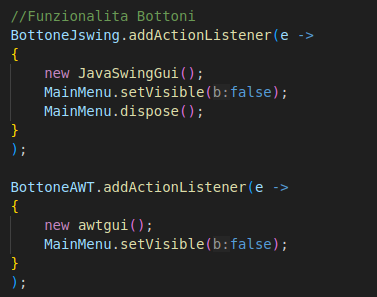 //Funzionalita Bottoni
BottoneJswing.addActionListener(e ->
{
    new JavaSwingGui();
    MainMenu.setVisible(b:false);
    MainMenu.dispose();
}
);

BottoneAWT.addActionListener(e ->
{
    new awtgui();
    MainMenu.setVisible(b:false);
}
);